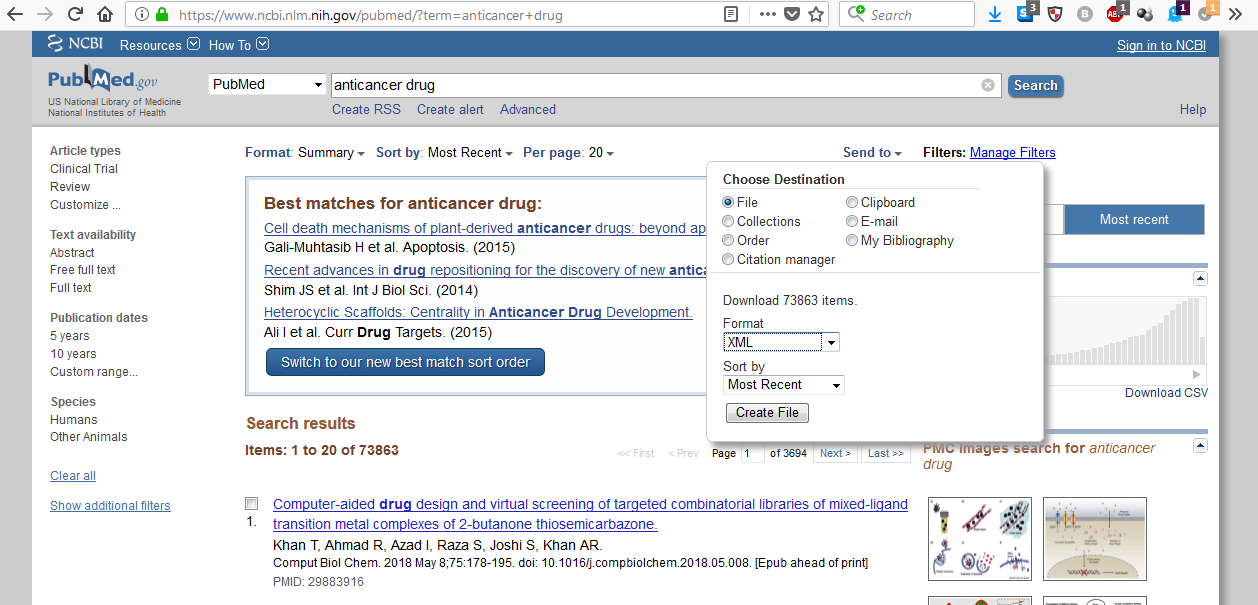 https://www.ncbi.nlm.nih.gov/pubmed/?term=anticancer+drug
Search
3
1
1
1
NCBI Resources How To
Sign in to NCBI
PubMed.gov
US National Library of Medicine
National Institutes of Health
PubMed
anticancer drug
Search
Create RSS Create alert Advanced
Help
Article types
Clinical Trial
Review
Customize ...
Text availability
Abstract
Free full text
Full text
Publication dates
5 years
10 years
Custom range...
Species
Humans
Other Animals
Clear all
Show additional filters
Format: Summary Sort by: Most Recent Per page: 20
Send to
Filters: Manage Filters
Best matches for anticancer drug:
Cell death mechanisms of plant-derived anticancer drugs: beyond ap
Gali-Muhtasib H et al. Apoptosis. (2015)
Recent advances in drug repositioning for the discovery of new antica
Shim JS et al. Int J Biol Sci. (2014)
Heterocyclic Scaffolds: Centrality in Anticancer Drug Development.
Ali I et al. Curr Drug Targets. (2015)
Switch to our new best match sort order
Choose Destination
File Clipboard
Collections E-mail
Order My Bibliography
Citation manager
Download 73863 items.
Format
XML
Sort by
Most Recent
Create File
Most recent
Download CSV
Search results
Items: 1 to 20 of 73863
<< First < Prev Page 1 of 3694 Next > Last >>
PMC Images search for anticancer
drug
1.
Computer-aided drug design and virtual screening of targeted combinatorial libraries of mixed-ligand
transition metal complexes of 2-butanone thiosemicarbazone.
Khan T, Ahmad R, Azad I, Raza S, Joshi S, Khan AR.
Comput Biol Chem. 2018 May 8;75:178-195. doi: 10.1016/j.compbiolchem.2018.05.008. [Epub ahead of print]
PMID: 29883916